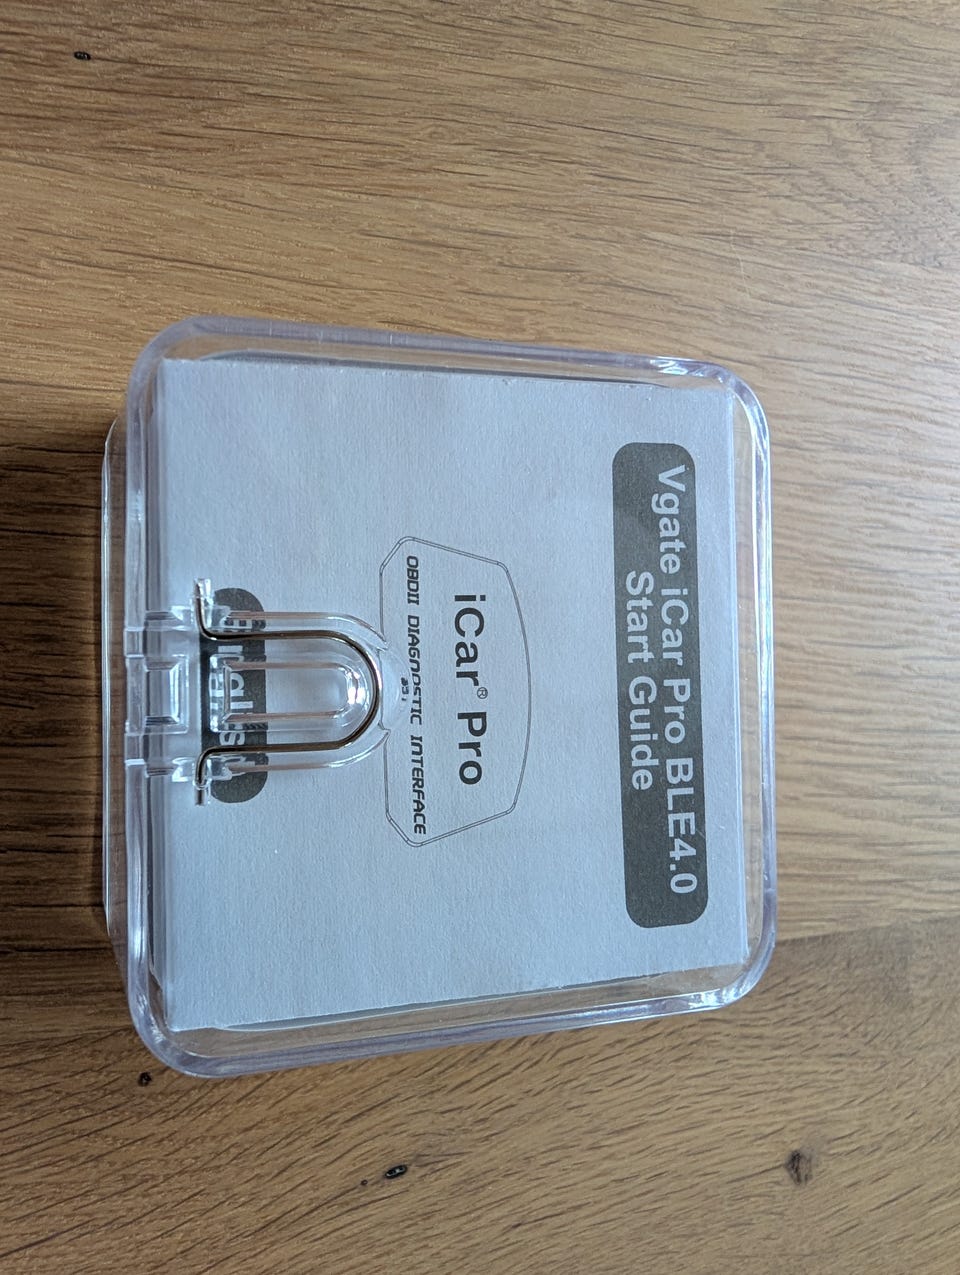 Vgate iCar Pro BLE4.0
Start Guide
iCar® Pro
OBDII DIAGNOSTIC INTERFACE